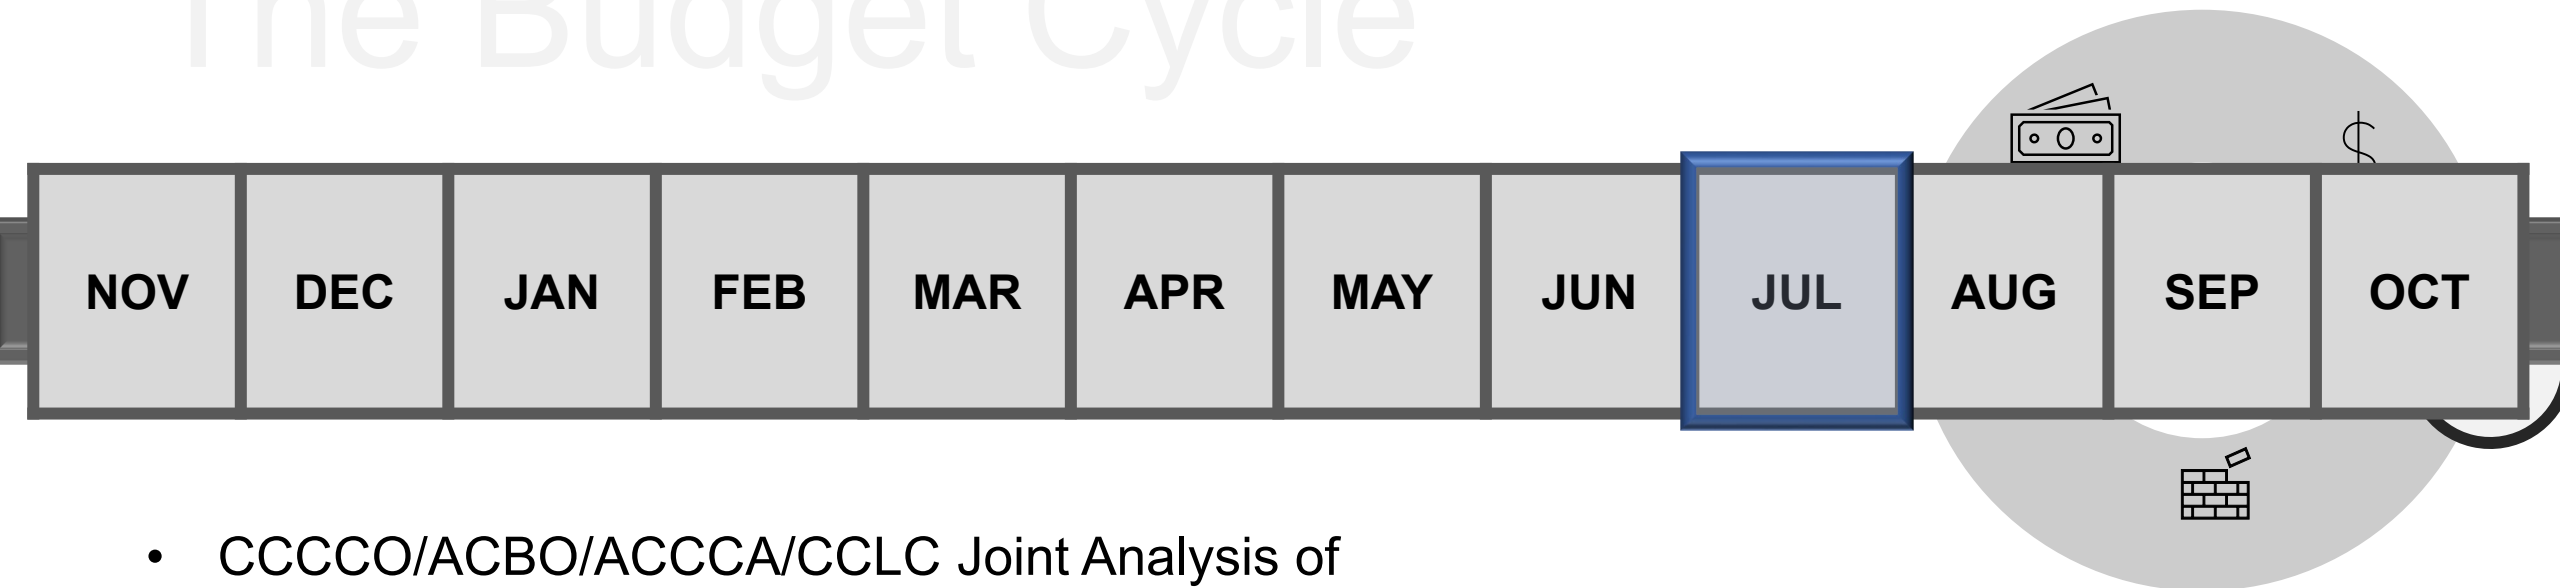 The Budget Cycle
NOV DEC JAN FEB MAR APR MAY JUN JUL AUG SEP OCT
• CCCCO/ACBO/ACCCA/CCLC Joint Analysis of